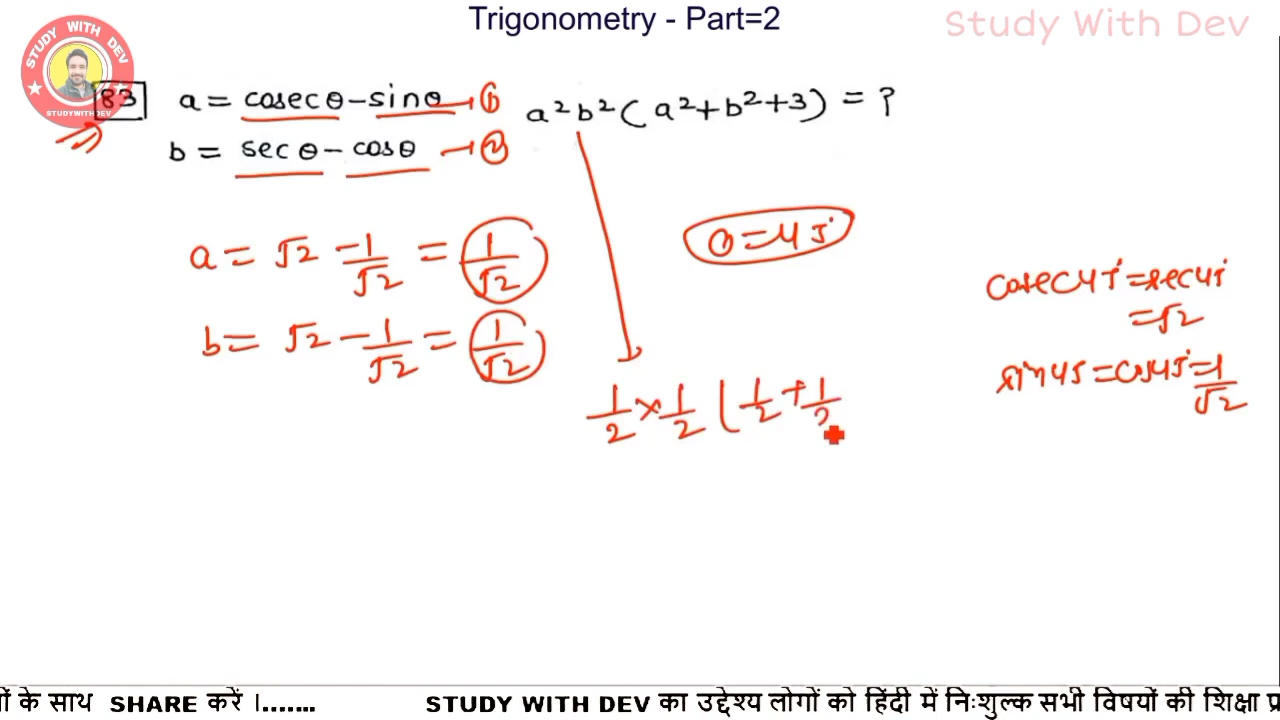 Trigonometry - Part=2
Study With Dev
STUDY WITH DEV
STUDYWITHDEV
83
a = cosecθ - sinθ → ①
b = secθ - cosθ → ②
a²b² ( a² + b² + 3 ) = ?
θ = 45°
a = √2 - 1/√2 = 1/√2
b = √2 - 1/√2 = 1/√2
cosec45° = sec45°
= √2
sin45 = cos45° = 1/√2
1/2 × 1/2 ( 1/2 + 1/2
ों के साथ SHARE करें ।....... STUDY WITH DEV का उद्देश्य लोगों को हिंदी में निःशुल्क सभी विषयों की शिक्षा प्र